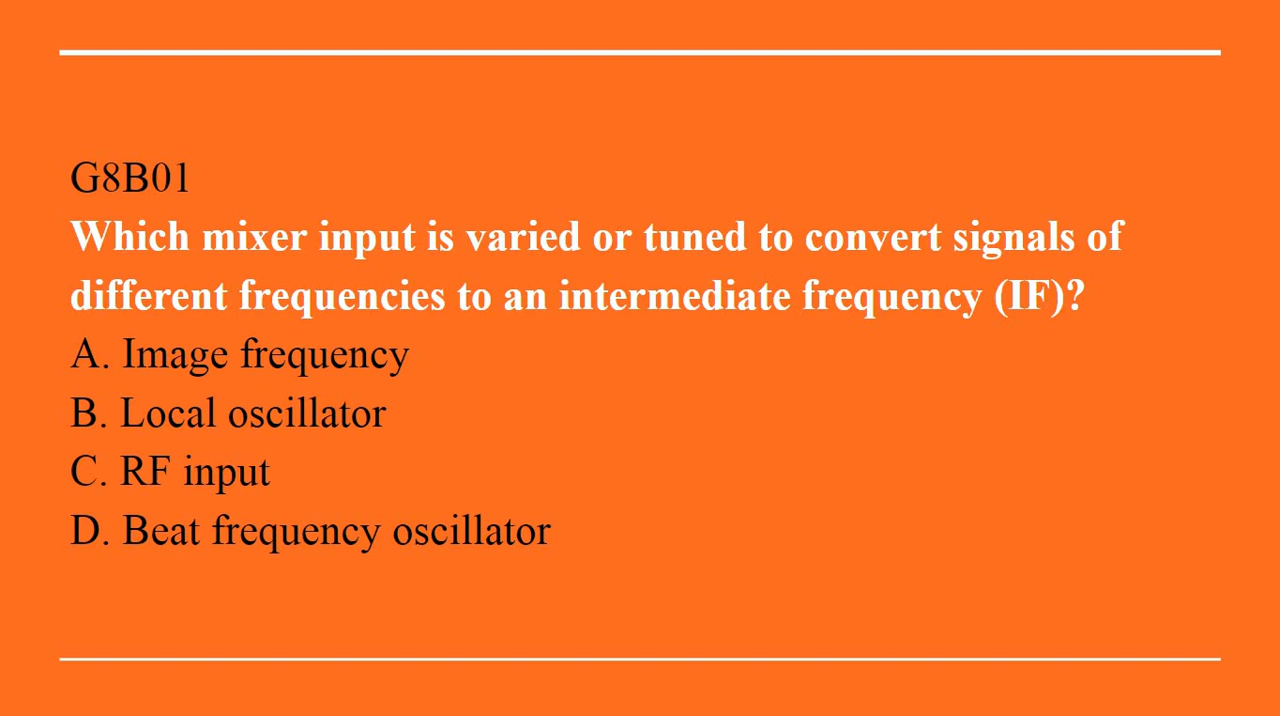 G8B01
Which mixer input is varied or tuned to convert signals of
different frequencies to an intermediate frequency (IF)?
A. Image frequency
B. Local oscillator
C. RF input
D. Beat frequency oscillator